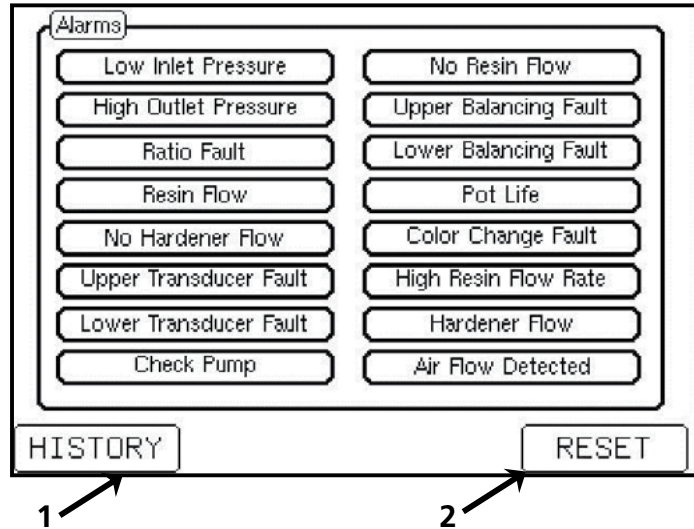 Alarms
Low Inlet Pressure
No Resin Flow
High Outlet Pressure
Upper Balancing Fault
Ratio Fault
Lower Balancing Fault
Resin Flow
Pot Life
No Hardener Flow
Color Change Fault
Upper Transducer Fault
High Resin Flow Rate
Lower Transducer Fault
Hardener Flow
Check Pump
Air Flow Detected
HISTORY
RESET
1
2